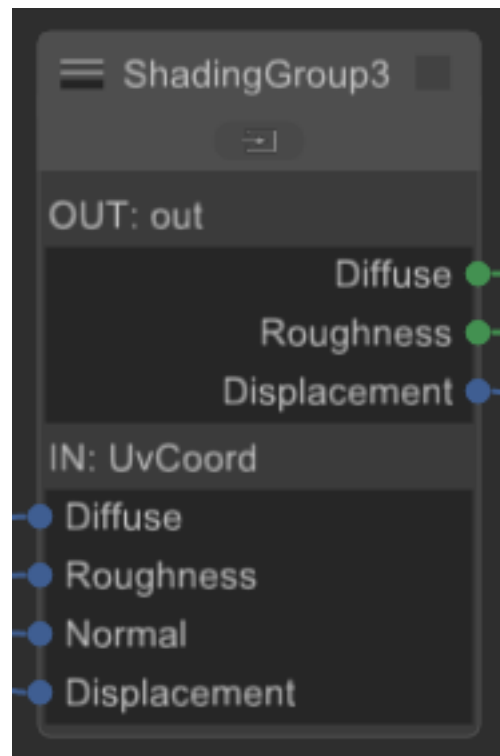 ShadingGroup3
OUT: out
Diffuse
Roughness
Displacement
IN: UvCoord
Diffuse
Roughness
Normal
Displacement